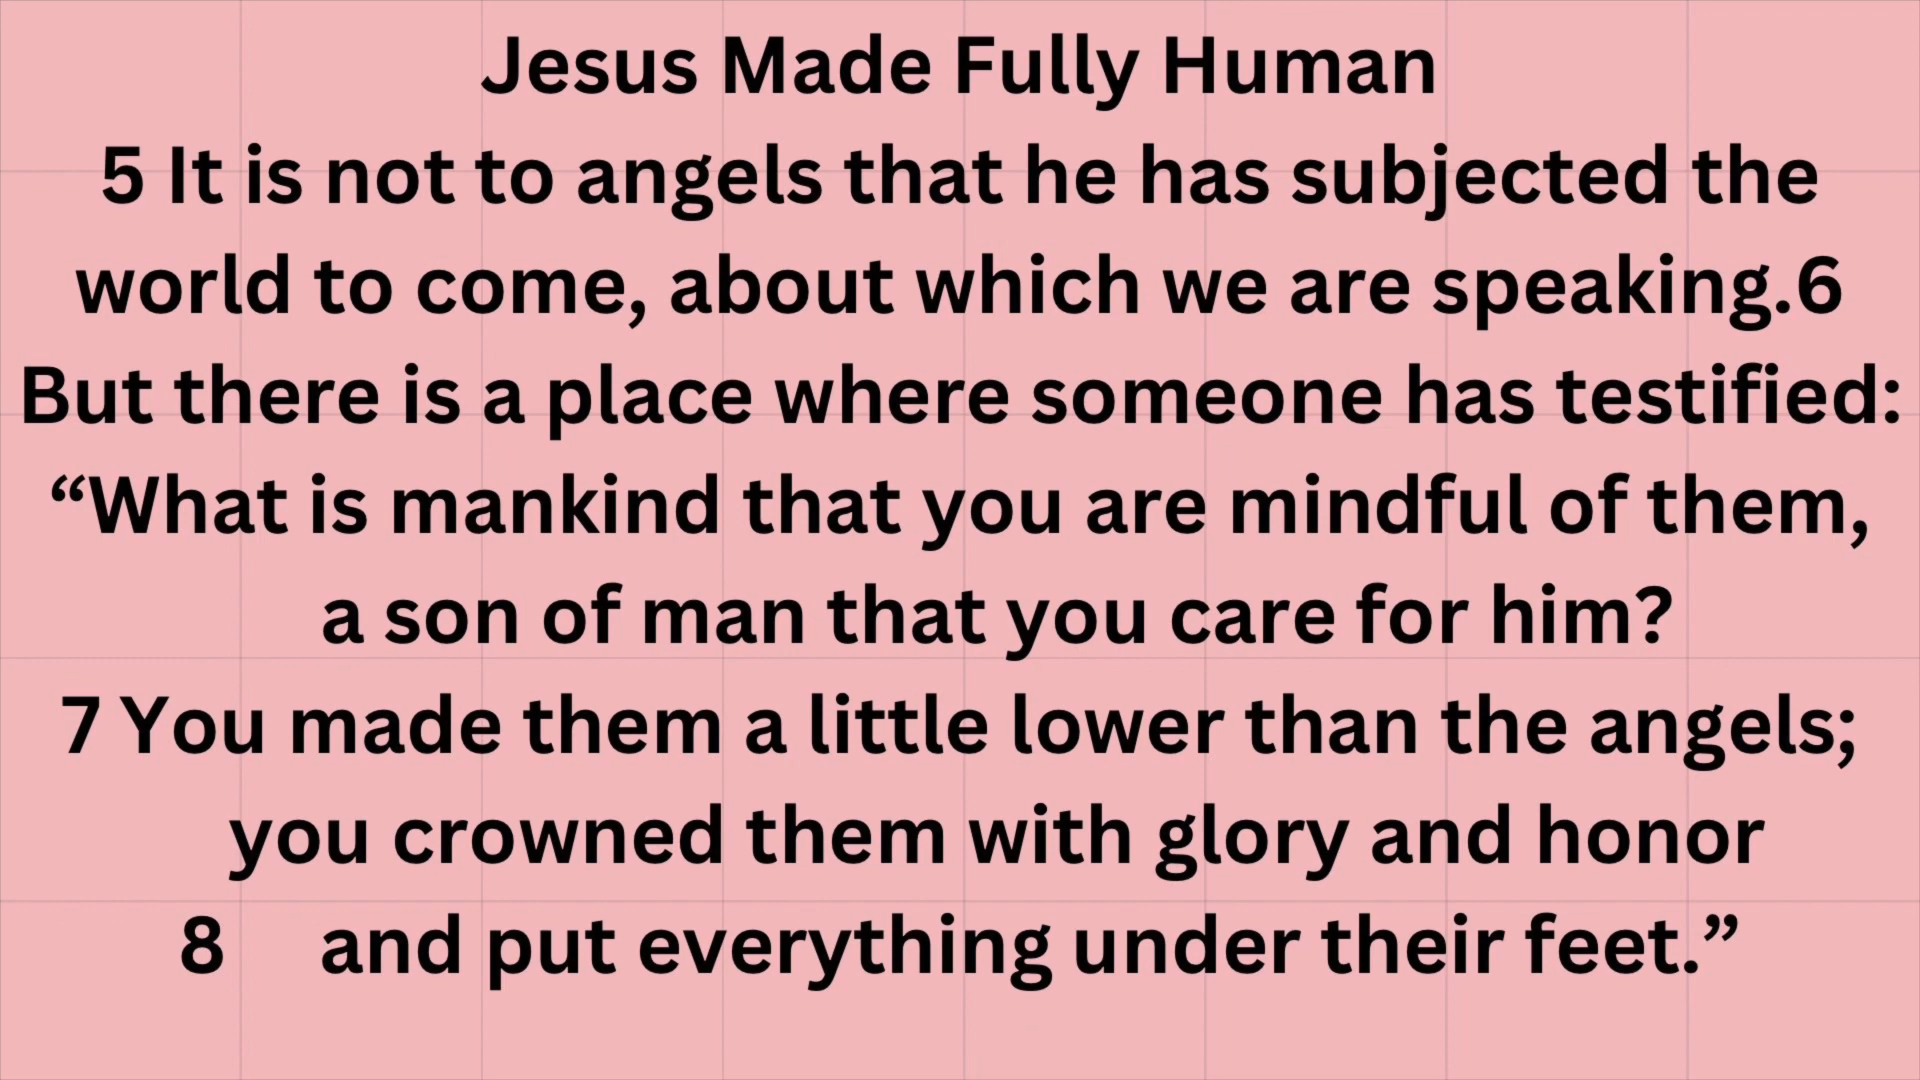 Jesus Made Fully Human
5 It is not to angels that he has subjected the
world to come, about which we are speaking.6
But there is a place where someone has testified:
“What is mankind that you are mindful of them,
a son of man that you care for him?
7 You made them a little lower than the angels;
you crowned them with glory and honor
8 and put everything under their feet.”